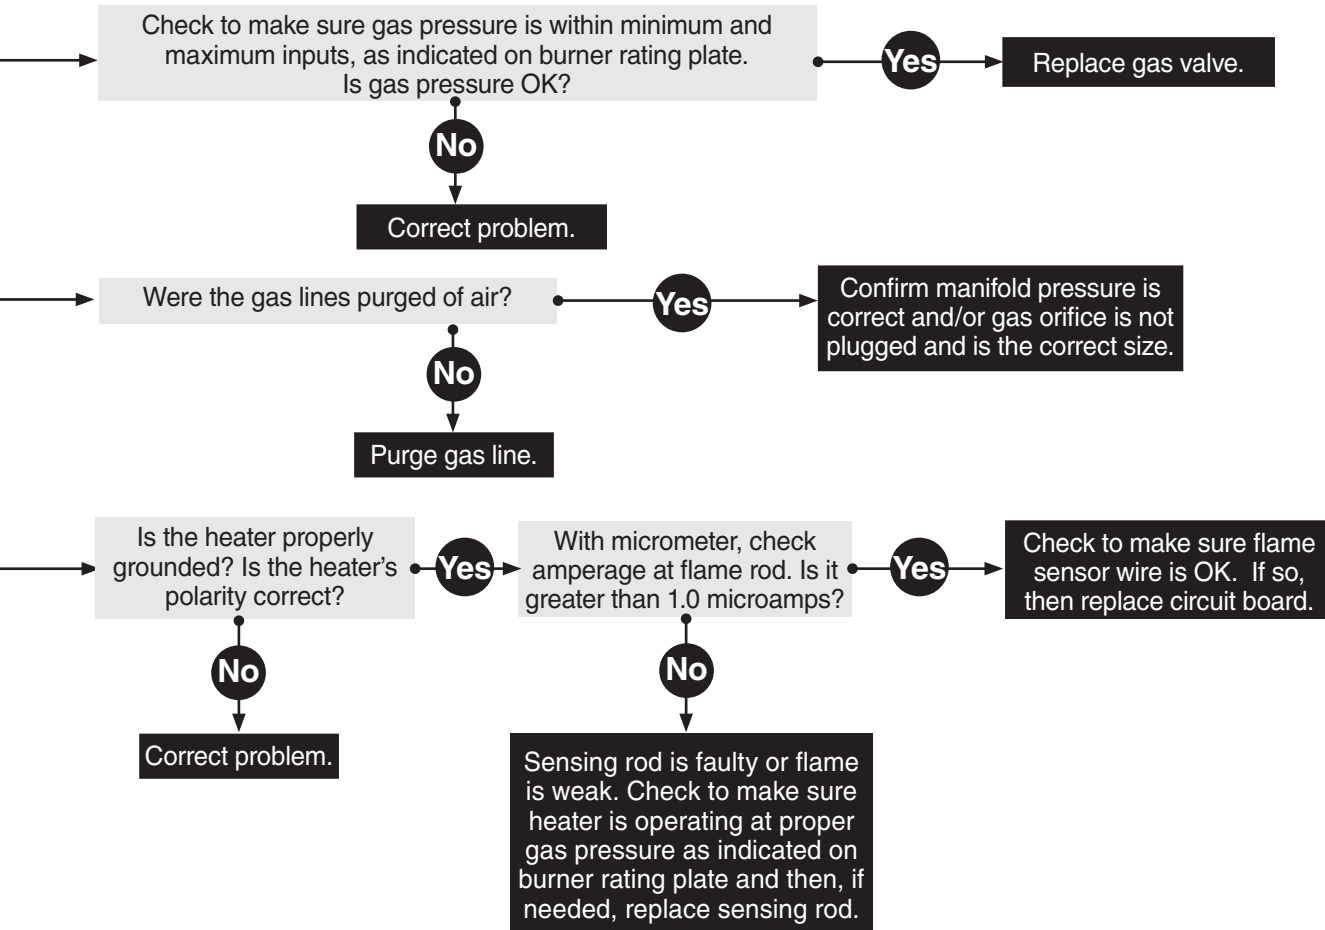 Check to make sure gas pressure is within minimum and
maximum inputs, as indicated on burner rating plate.
Is gas pressure OK?
Yes
Replace gas valve.
No
Correct problem.
Were the gas lines purged of air?
Yes
Confirm manifold pressure is
correct and/or gas orifice is not
plugged and is the correct size.
No
Purge gas line.
Is the heater properly
grounded? Is the heater's
polarity correct?
Yes
With micrometer, check
amperage at flame rod. Is it
greater than 1.0 microamps?
Yes
Check to make sure flame
sensor wire is OK.  If so,
then replace circuit board.
No
Correct problem.
No
Sensing rod is faulty or flame
is weak. Check to make sure
heater is operating at proper
gas pressure as indicated on
burner rating plate and then, if
needed, replace sensing rod.